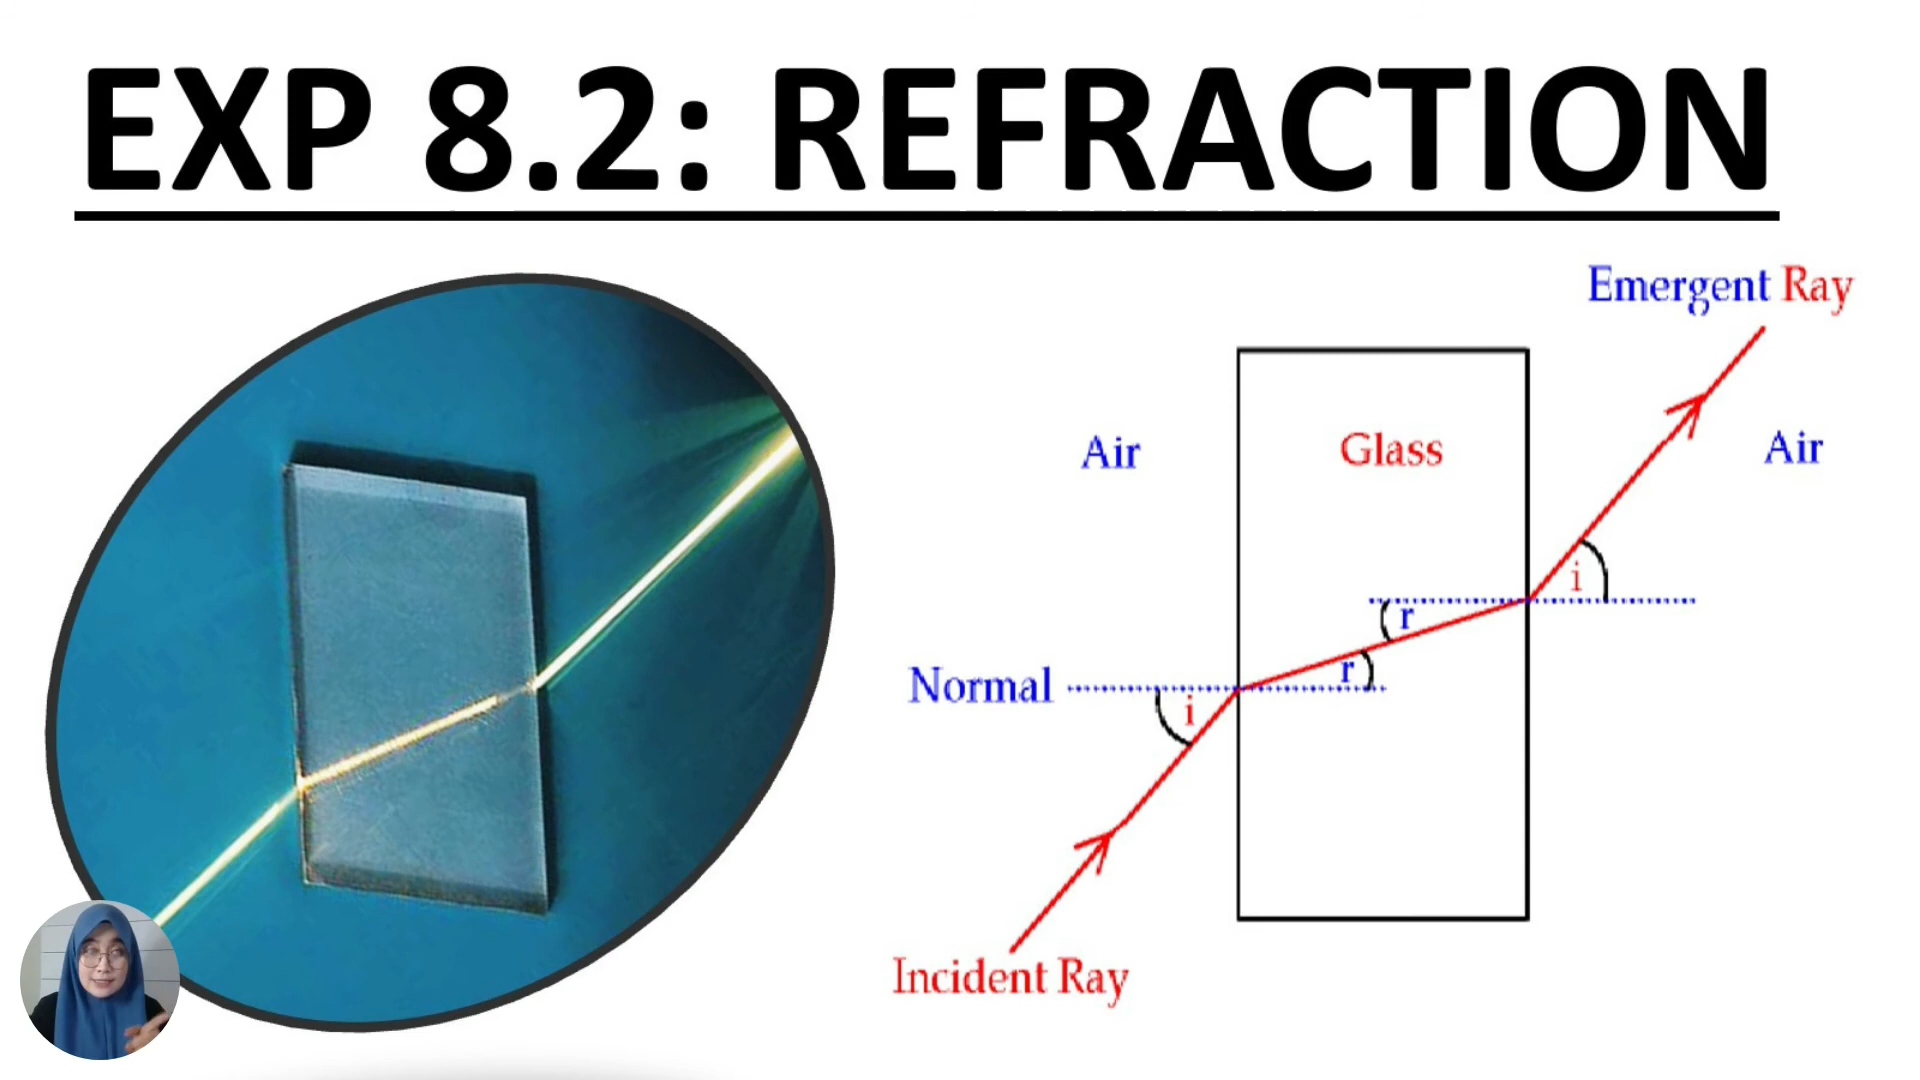 EXP 8.2: REFRACTION
Emergent Ray
Air
Glass
Air
i
r
r
Normal
i
Incident Ray